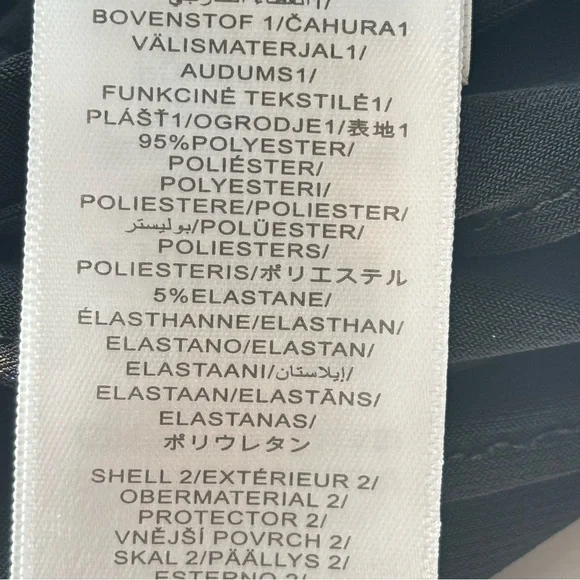 BOVENSTOF 1/ČAHURA1
VÄLISMATERJAL1/
AUDUMS1/
FUNKCINĖ TEKSTILĖ1/
PLÁŠŤ1/OGRODJE1/表地1
95%POLYESTER/
POLIÉSTER/
POLYESTERI/
POLIESTERE/POLIESTER/
بوليستر/POLÜESTER/
POLIESTERS/
POLIESTERIS/ポリエステル
5%ELASTANE/
ÉLASTHANNE/ELASTHAN/
ELASTANO/ELASTAN/
ELASTAANI/إيلاستان/
ELASTAAN/ELASTĀNS/
ELASTANAS/
ポリウレタン
SHELL 2/EXTÉRIEUR 2/
OBERMATERIAL 2/
PROTECTOR 2/
VNĚJŠÍ POVRCH 2/
SKAL 2/PÄÄLLYS 2/
ESTERNO 2/